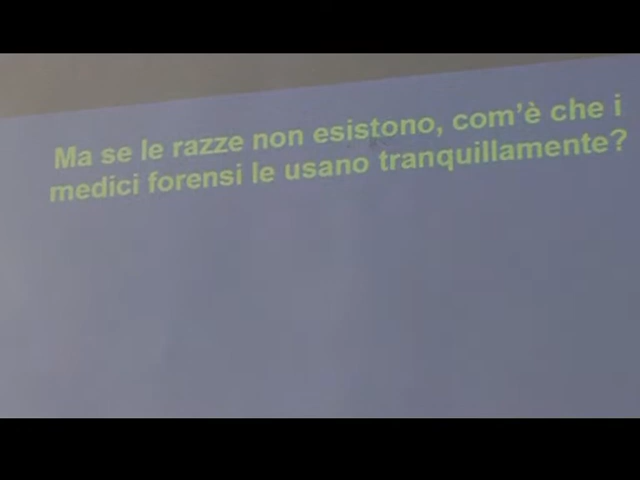 Ma se le razze non esistono, com'è che i
medici forensi le usano tranquillamente?